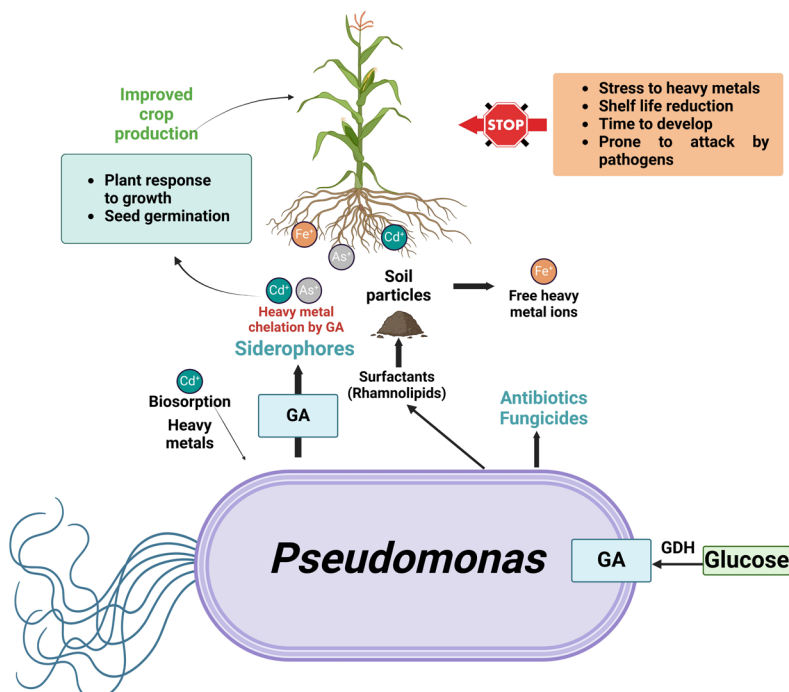 Improved
crop
production
• Plant response
to growth
• Seed germination
STOP
• Stress to heavy metals
• Shelf life reduction
• Time to develop
• Prone to attack by
pathogens
Fe⁺
As⁺
Cd⁺
Cd⁺
As⁺
Heavy metal
chelation by GA
Siderophores
Soil
particles
Fe⁺
Free heavy
metal ions
Cd⁺
Biosorption
Heavy
metals
GA
Surfactants
(Rhamnolipids)
Antibiotics
Fungicides
Pseudomonas
GA
GDH
Glucose